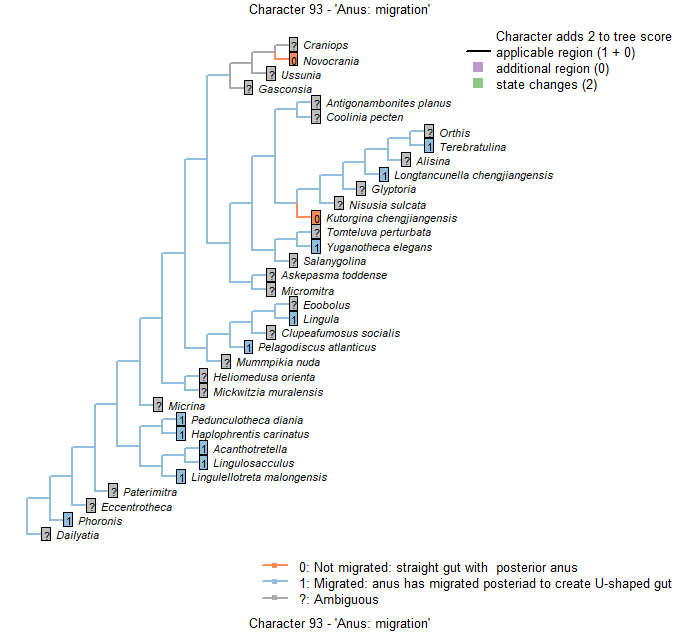 Character 93 - 'Anus: migration'
Character adds 2 to tree score
applicable region (1 + 0)
additional region (0)
state changes (2)
? Craniops
0 Novocrania
? Ussunia
? Gasconsia
? Antigonambonites planus
? Coolinia pecten
? Orthis
1 Terebratulina
? Alisina
1 Longtancunella chengjiangensis
? Glyptoria
? Nisusia sulcata
0 Kutorgina chengjiangensis
? Tomteluva perturbata
1 Yuganotheca elegans
? Salanygolina
? Askepasma toddense
? Micromitra
? Eoobolus
1 Lingula
? Clupeafumosus socialis
1 Pelagodiscus atlanticus
? Mummpikia nuda
? Heliomedusa orienta
? Mickwitzia muralensis
? Micrina
1 Pedunculotheca diania
1 Haplophrentis carinatus
1 Acanthotretella
1 Lingulosacculus
1 Lingulellotreta malongensis
? Paterimitra
? Eccentrotheca
1 Phoronis
? Dailyatia
0: Not migrated: straight gut with posterior anus
1: Migrated: anus has migrated posteriad to create U-shaped gut
?: Ambiguous
Character 93 - 'Anus: migration'